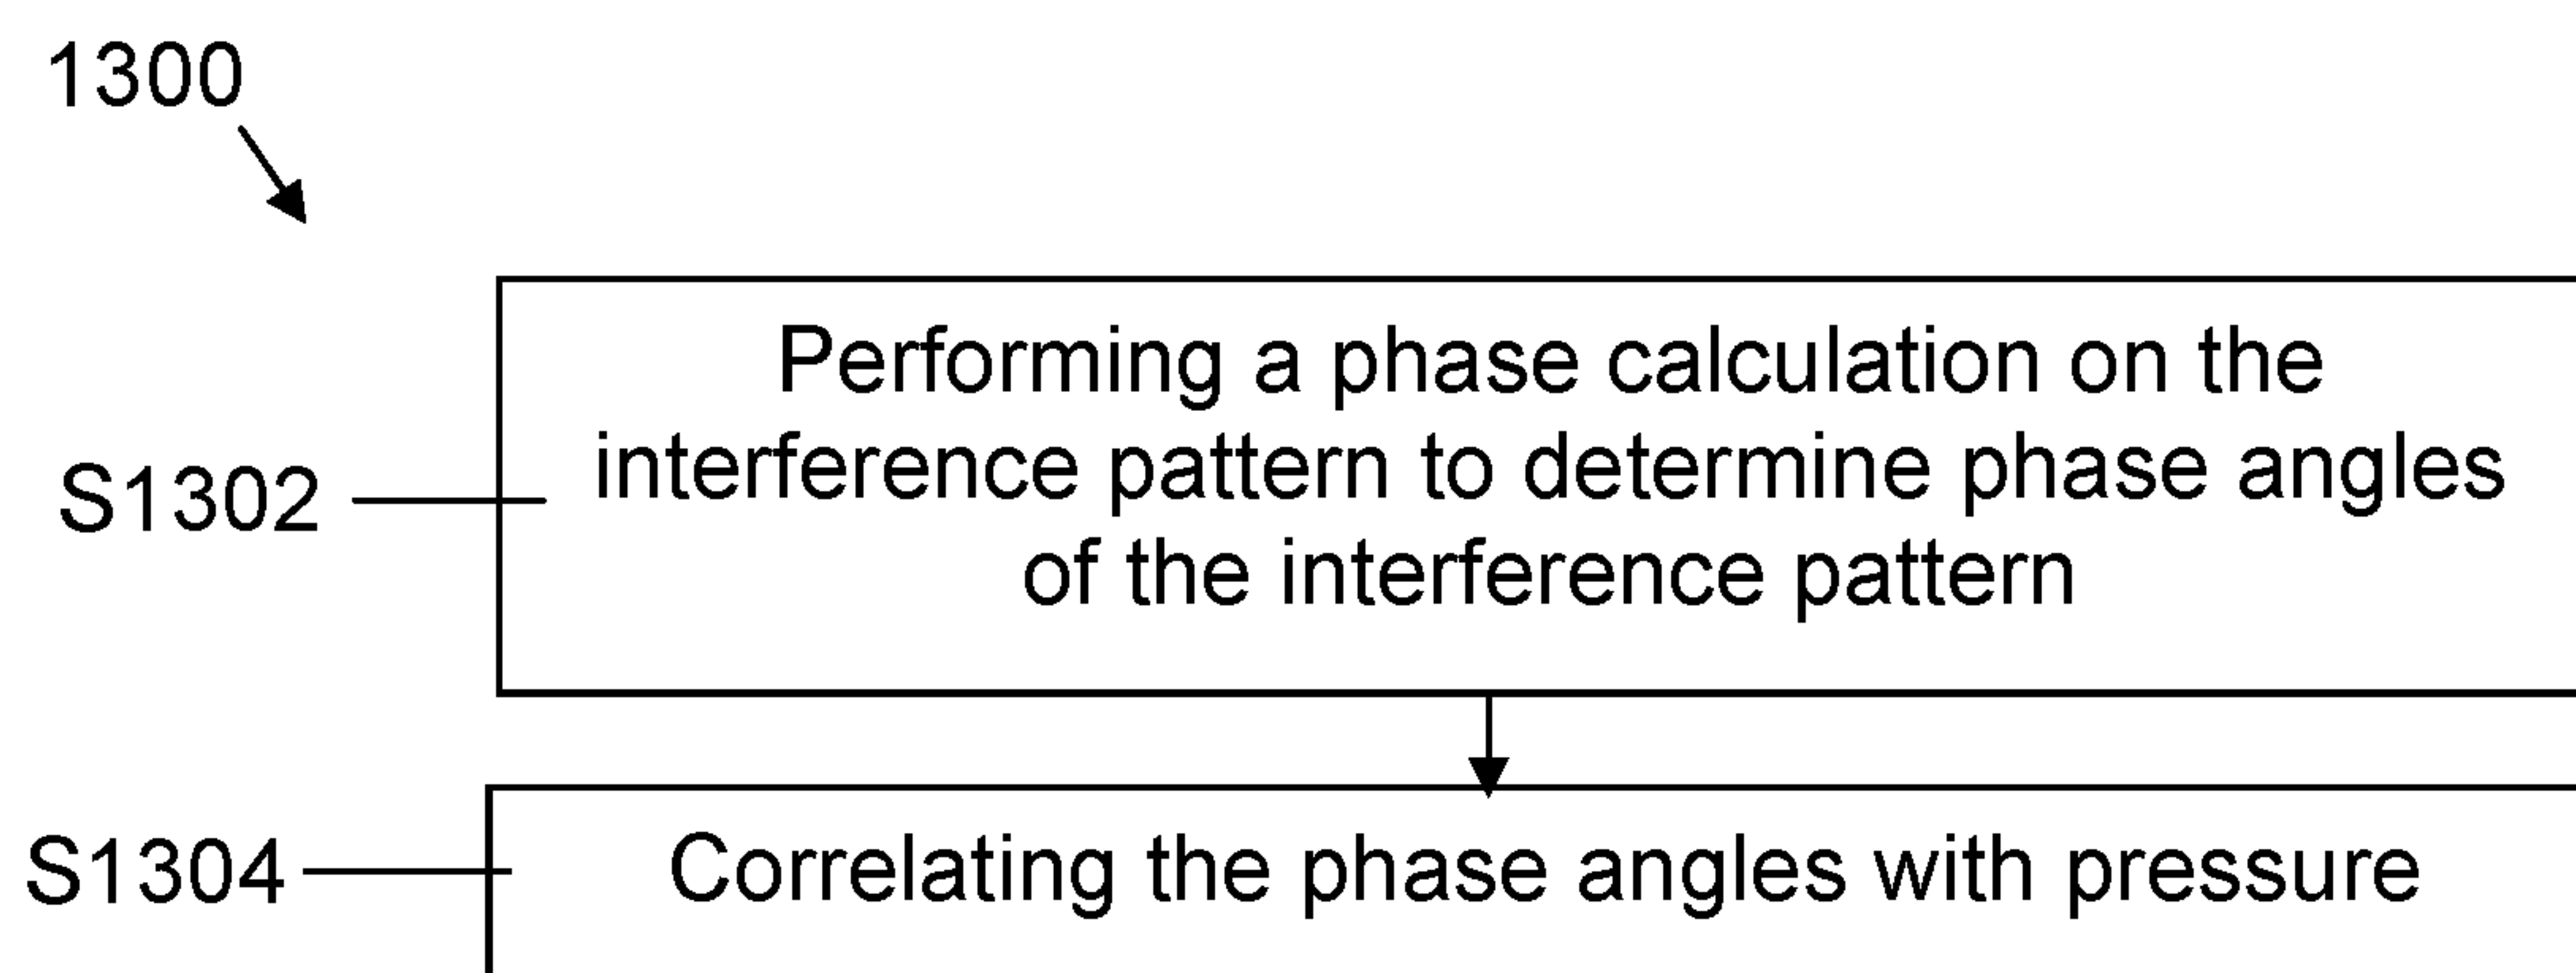 1300
Performing a phase calculation on the
S1302
interference pattern to determine phase angles
of the interference pattern
S1304
Correlating the phase angles with pressure